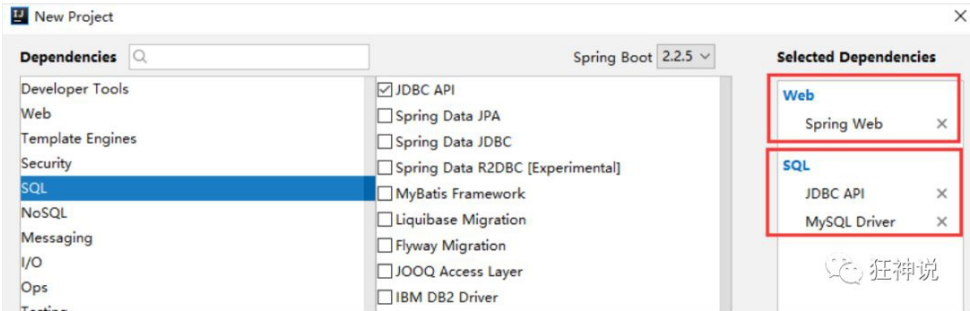 New Project
Dependencies
Spring Boot 2.2.5
Selected Dependencies
Developer Tools
Web
Template Engines
Security
SQL
NoSQL
Messaging
I/O
Ops
Testing
JDBC API
Spring Data JPA
Spring Data JDBC
Spring Data R2DBC [Experimental]
MyBatis Framework
Liquibase Migration
Flyway Migration
JOOQ Access Layer
IBM DB2 Driver
Web
Spring Web
SQL
JDBC API
MySQL Driver
狂神说